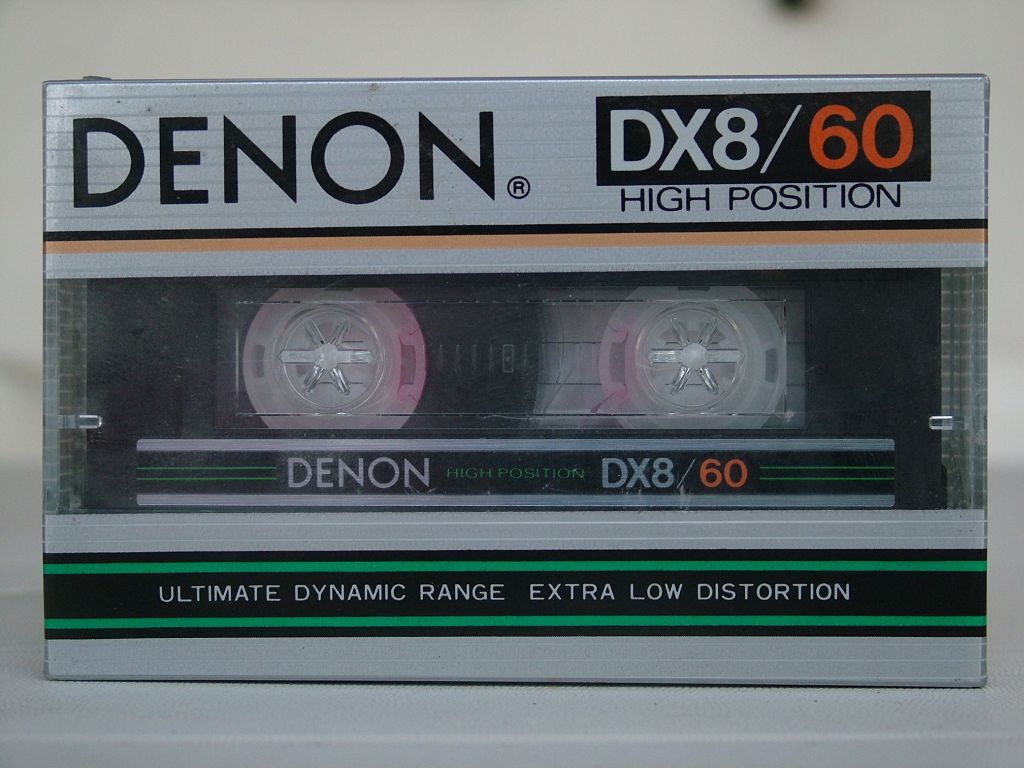 DENON®
DX8/60
HIGH POSITION
DENON HIGH POSITION DX8/60
ULTIMATE DYNAMIC RANGE EXTRA LOW DISTORTION